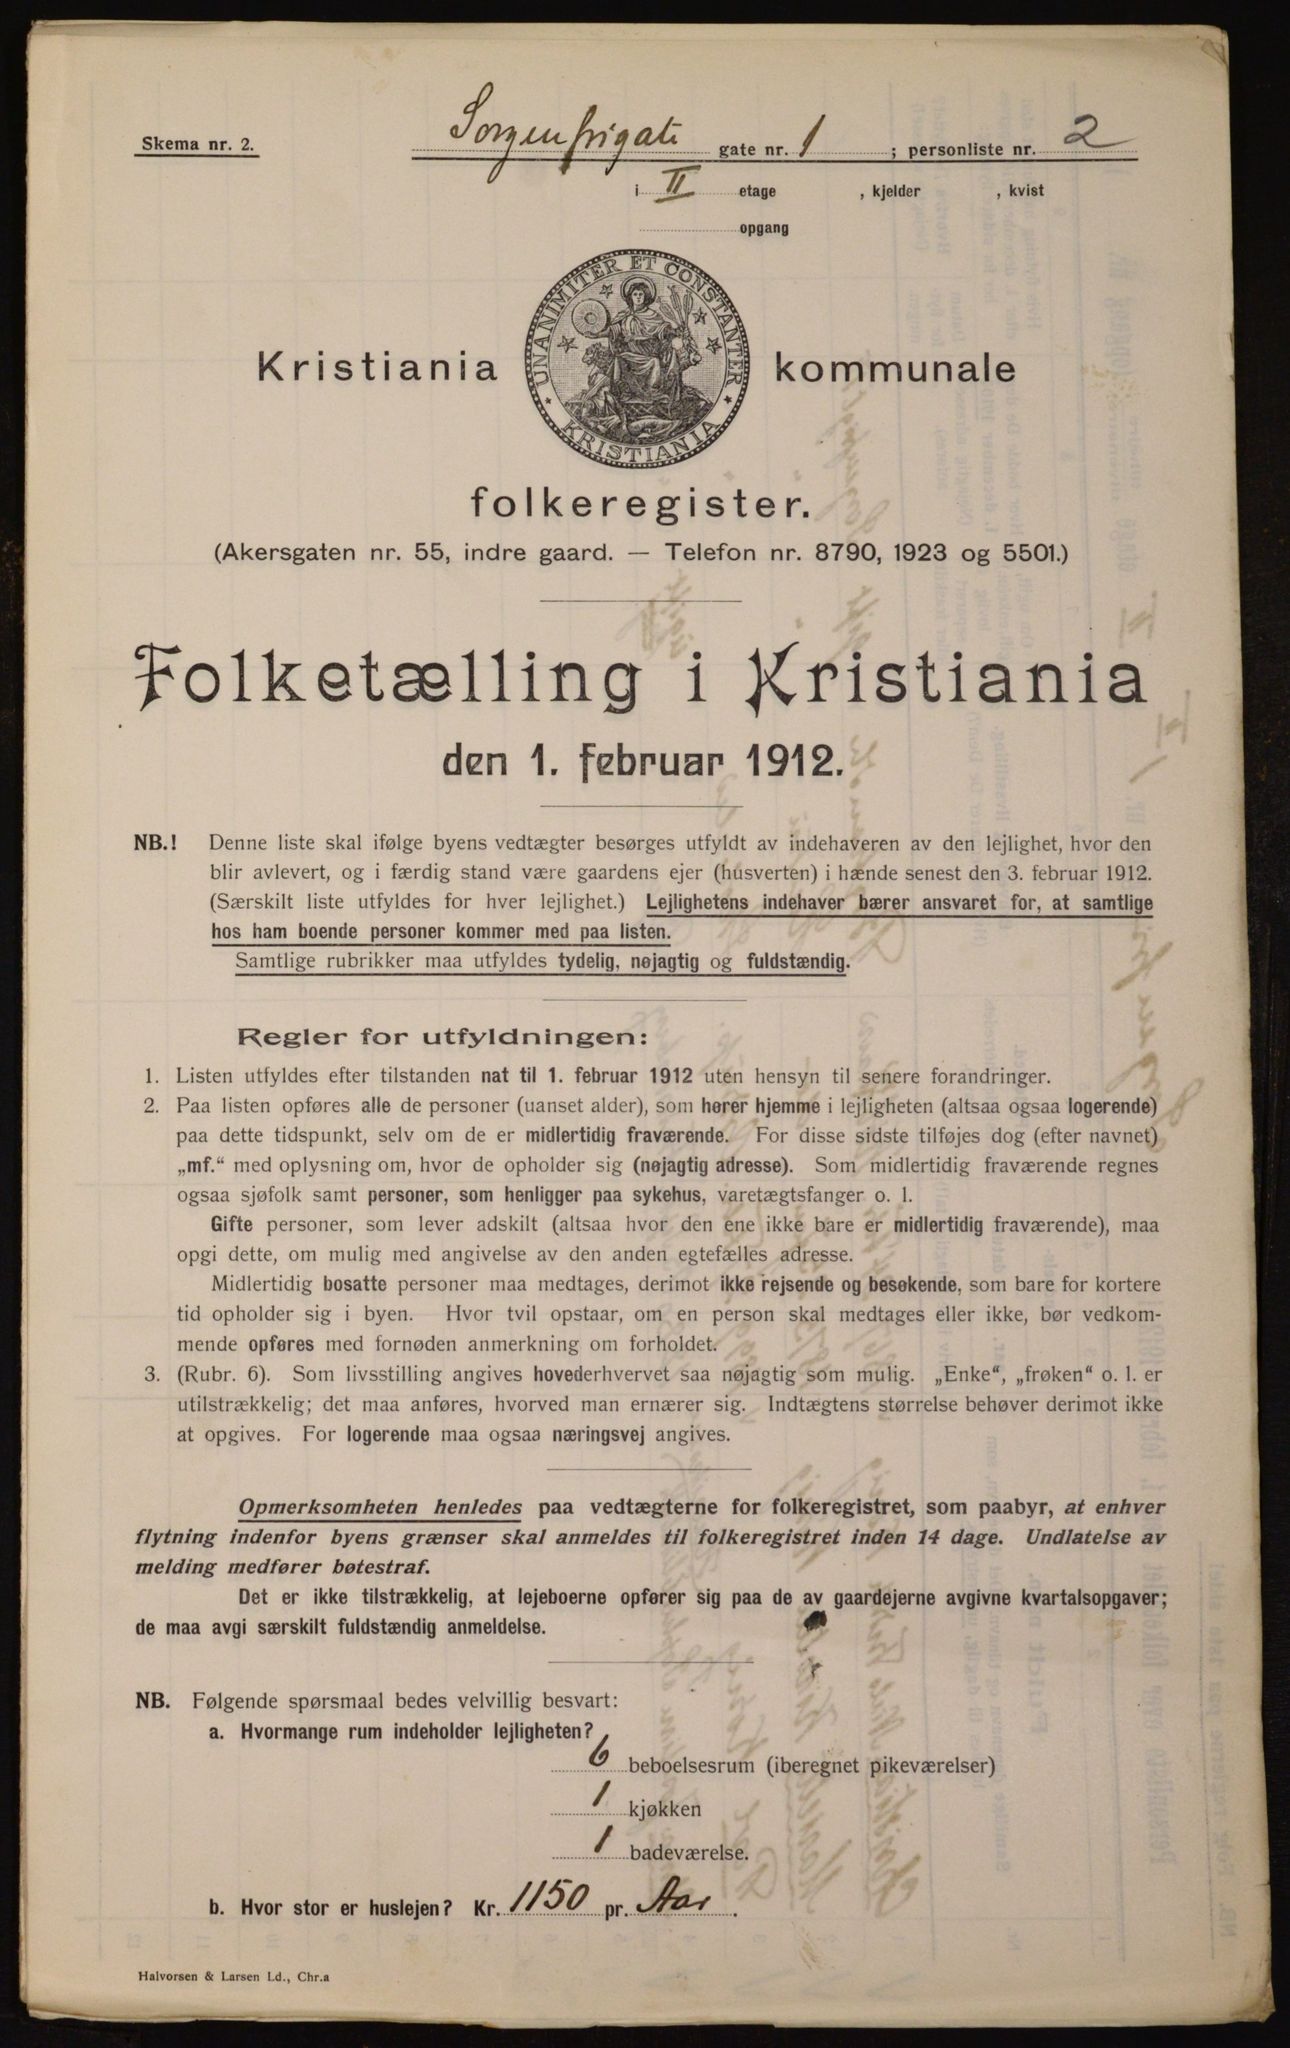 Skema nr. 2.
Sorgenfrigate gate nr. 1 ; personliste nr. 2
i II etage , kjelder , kvist
opgang
UNANIMITER ET CONSTANTER
KRISTIANIA
Kristiania kommunale
folkeregister.
(Akersgaten nr. 55, indre gaard. — Telefon nr. 8790, 1923 og 5501.)
Folketælling i Kristiania
den 1. februar 1912.
NB.! Denne liste skal ifølge byens vedtægter besørges utfyldt av indehaveren av den lejlighet, hvor den
blir avlevert, og i færdig stand være gaardens ejer (husverten) i hænde senest den 3. februar 1912.
(Særskilt liste utfyldes for hver lejlighet.) Lejlighetens indehaver bærer ansvaret for, at samtlige
hos ham boende personer kommer med paa listen.
Samtlige rubrikker maa utfyldes tydelig, nøjagtig og fuldstændig.
Regler for utfyldningen:
1. Listen utfyldes efter tilstanden nat til 1. februar 1912 uten hensyn til senere forandringer.
2. Paa listen opføres alle de personer (uanset alder), som hører hjemme i lejligheten (altsaa ogsaa logerende)
paa dette tidspunkt, selv om de er midlertidig fraværende. For disse sidste tilføjes dog (efter navnet)
„mf.“ med oplysning om, hvor de opholder sig (nøjagtig adresse). Som midlertidig fraværende regnes
ogsaa sjøfolk samt personer, som henligger paa sykehus, varetægtsfanger o. l.
Gifte personer, som lever adskilt (altsaa hvor den ene ikke bare er midlertidig fraværende), maa
opgi dette, om mulig med angivelse av den anden egtefælles adresse.
Midlertidig bosatte personer maa medtages, derimot ikke rejsende og besøkende, som bare for kortere
tid opholder sig i byen. Hvor tvil opstaar, om en person skal medtages eller ikke, bør vedkom-
mende opføres med fornøden anmerkning om forholdet.
3. (Rubr. 6). Som livsstilling angives hovederhvervet saa nøjagtig som mulig. „Enke“, „frøken“ o. l. er
utilstrækkelig; det maa anføres, hvorved man ernærer sig. Indtægtens størrelse behøver derimot ikke
at opgives. For logerende maa ogsaa næringsvej angives.
Opmerksomheten henledes paa vedtægterne for folkeregistret, som paabyr, at enhver
flytning indenfor byens grænser skal anmeldes til folkeregistret inden 14 dage. Undlatelse av
melding medfører bøtestraf.
Det er ikke tilstrækkelig, at lejeboerne opfører sig paa de av gaardejerne avgivne kvartalsopgaver;
de maa avgi særskilt fuldstændig anmeldelse.
NB. Følgende spørsmaal bedes velvillig besvart:
a. Hvormange rum indeholder lejligheten?
6 beboelsesrum (iberegnet pikeværelser)
1 kjøkken
1 badeværelse.
b. Hvor stor er huslejen? Kr. 1150 pr. Aar.
Halvorsen & Larsen Ld., Chr.a